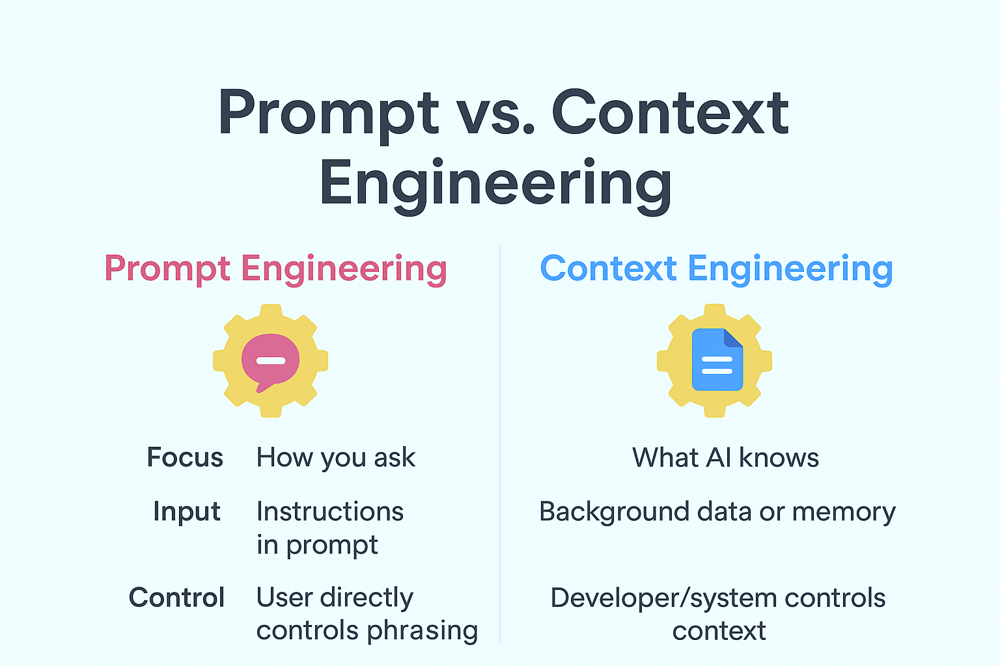 Prompt vs. Context
Engineering
Prompt Engineering
Context Engineering
Focus
How you ask
What AI knows
Input
Instructions
in prompt
Background data or memory
Control
User directly
controls phrasing
Developer/system controls
context